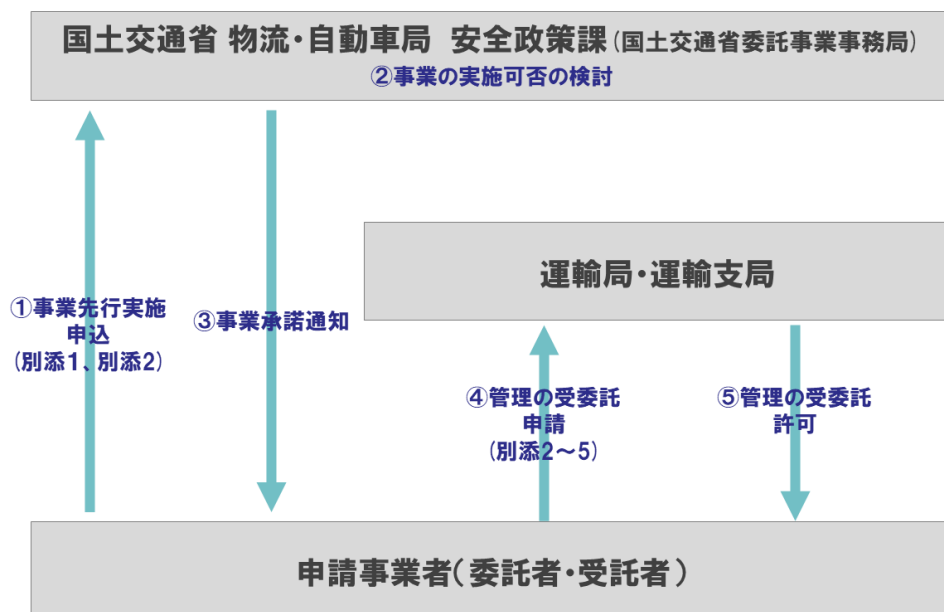 国土交通省 物流・自動車局 安全政策課(国土交通省委託事業事務局)
②事業の実施可否の検討
運輸局・運輸支局
①事業先行実施
申込
(別添1、別添2)
③事業承諾通知
④管理の受委託
申請
(別添2～5)
⑤管理の受委託
許可
申請事業者(委託者・受託者)